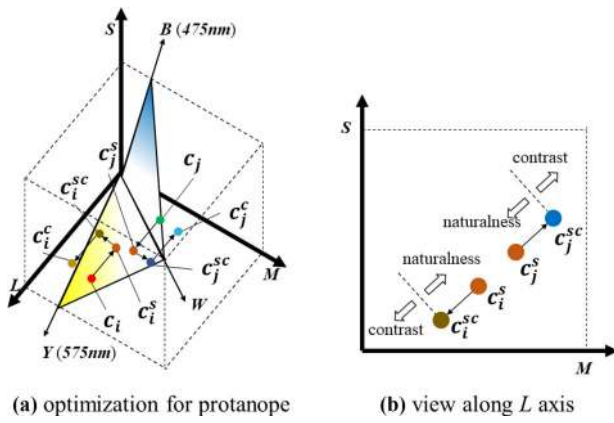 S
B (475nm)
c_j^s
c_j
c_i^{sc}
c_j^c
c_i^c
c_j^{sc}
L
c_i^s
M
c_i
W
Y (575nm)
(a) optimization for protanope
S
contrast
naturalness
c_j^{sc}
naturalness
c_j^s
c_i^s
contrast
c_i^{sc}
M
(b) view along L axis